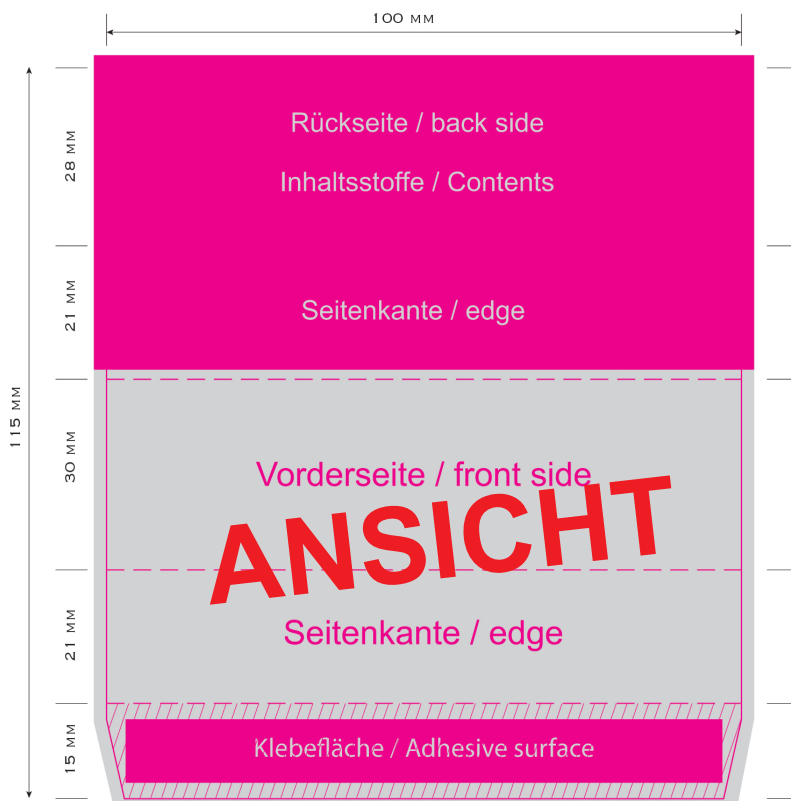 100 MM
28 MM
Rückseite / back side
Inhaltsstoffe / Contents
21 MM
Seitenkante / edge
115 MM
30 MM
Vorderseite / front side
ANSICHT
21 MM
Seitenkante / edge
15 MM
Klebefläche / Adhesive surface